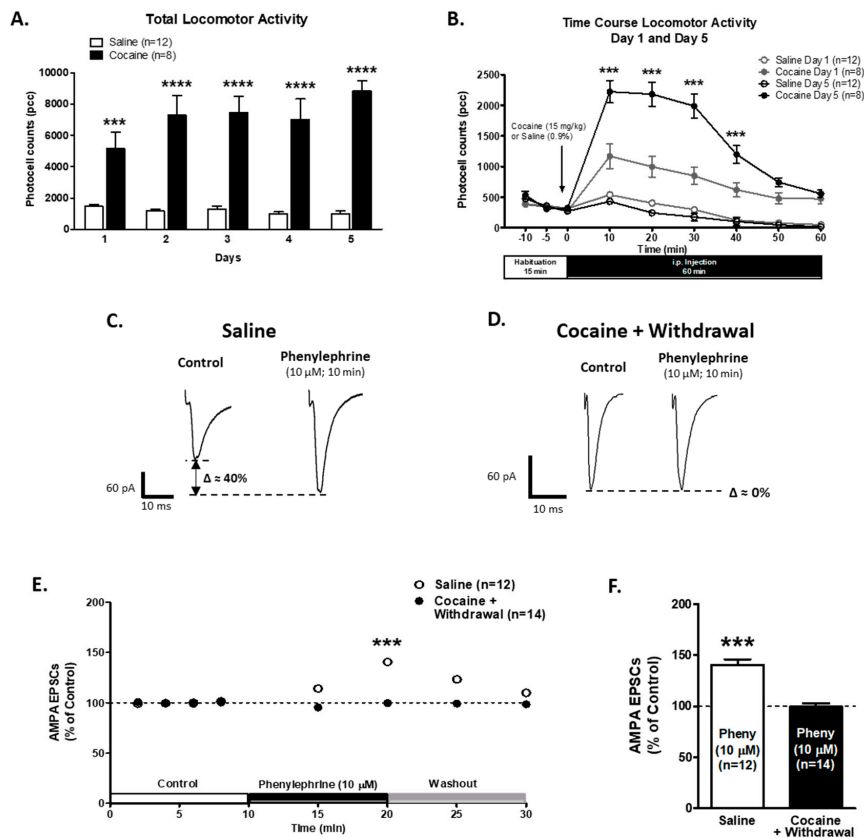 A.
Total Locomotor Activity
Saline (n=12)
Cocaine (n=8)
Photocell counts (pcc)
10000
8000
6000
4000
2000
0
***
****
****
****
****
1 2 3 4 5
Days
B.
Time Course Locomotor Activity
Day 1 and Day 5
Saline Day 1 (n=12)
Cocaine Day 1 (n=8)
Saline Day 5 (n=12)
Cocaine Day 5 (n=8)
Photocell counts (pcc)
2500
2000
1500
1000
500
0
*** *** *** ***
Cocaine (15 mg/kg)
or Saline (0.9%)
-10 -5 0 10 20 30 40 50 60
Time (min)
Habituation
15 min
i.p. Injection
60 min
C.
Saline
Control
Phenylephrine
(10 µM; 10 min)
Δ ≈ 40%
60 pA
10 ms
D.
Cocaine + Withdrawal
Control
Phenylephrine
(10 µM; 10 min)
Δ ≈ 0%
60 pA
10 ms
E.
Saline (n=12)
Cocaine +
Withdrawal (n=14)
AMPA EPSCs
(% of Control)
200
150
100
50
0
***
Control
Phenylephrine (10 µM)
Washout
0 5 10 15 20 25 30
Time (min)
F.
AMPA EPSCs
(% of Control)
200
150
100
50
0
***
Pheny
(10 µM)
(n=12)
Pheny
(10 µM)
(n=14)
Saline
Cocaine
+ Withdrawal